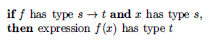 if f has type s → t and x has type s,
then expression f(x) has type t